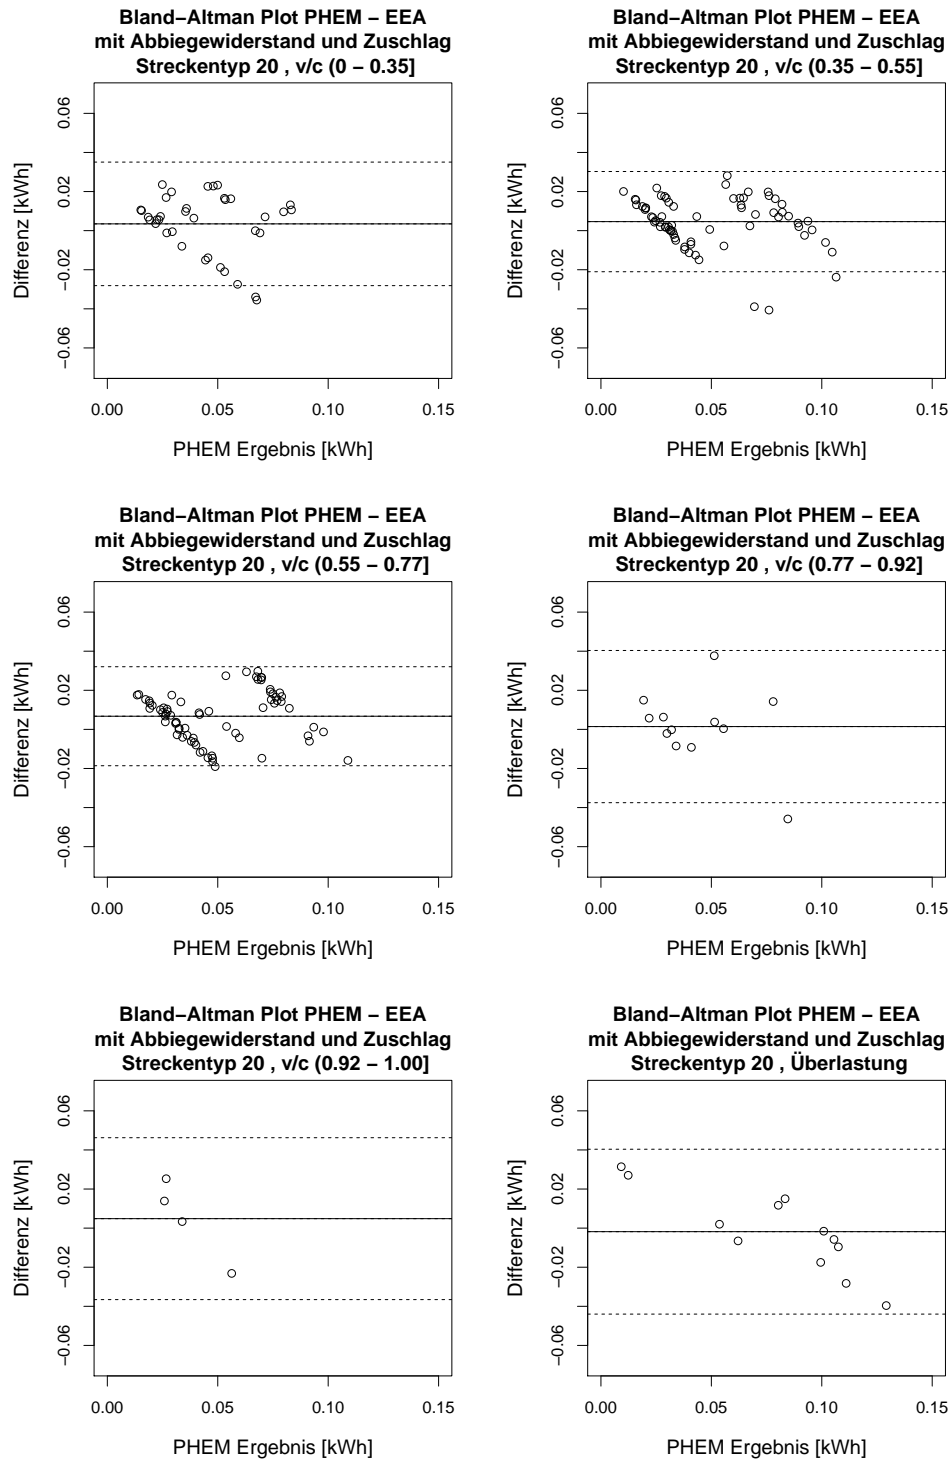 Bland−Altman Plot PHEM − EEA
mit Abbiegewiderstand und Zuschlag
Streckentyp 20 , v/c (0 − 0.35]
Differenz [kWh]
0.06
0.02
−0.02
−0.06
0.00 0.05 0.10 0.15
PHEM Ergebnis [kWh]
Bland−Altman Plot PHEM − EEA
mit Abbiegewiderstand und Zuschlag
Streckentyp 20 , v/c (0.35 − 0.55]
Differenz [kWh]
0.06
0.02
−0.02
−0.06
0.00 0.05 0.10 0.15
PHEM Ergebnis [kWh]
Bland−Altman Plot PHEM − EEA
mit Abbiegewiderstand und Zuschlag
Streckentyp 20 , v/c (0.55 − 0.77]
Differenz [kWh]
0.06
0.02
−0.02
−0.06
0.00 0.05 0.10 0.15
PHEM Ergebnis [kWh]
Bland−Altman Plot PHEM − EEA
mit Abbiegewiderstand und Zuschlag
Streckentyp 20 , v/c (0.77 − 0.92]
Differenz [kWh]
0.06
0.02
−0.02
−0.06
0.00 0.05 0.10 0.15
PHEM Ergebnis [kWh]
Bland−Altman Plot PHEM − EEA
mit Abbiegewiderstand und Zuschlag
Streckentyp 20 , v/c (0.92 − 1.00]
Differenz [kWh]
0.06
0.02
−0.02
−0.06
0.00 0.05 0.10 0.15
PHEM Ergebnis [kWh]
Bland−Altman Plot PHEM − EEA
mit Abbiegewiderstand und Zuschlag
Streckentyp 20 , Überlastung
Differenz [kWh]
0.06
0.02
−0.02
−0.06
0.00 0.05 0.10 0.15
PHEM Ergebnis [kWh]